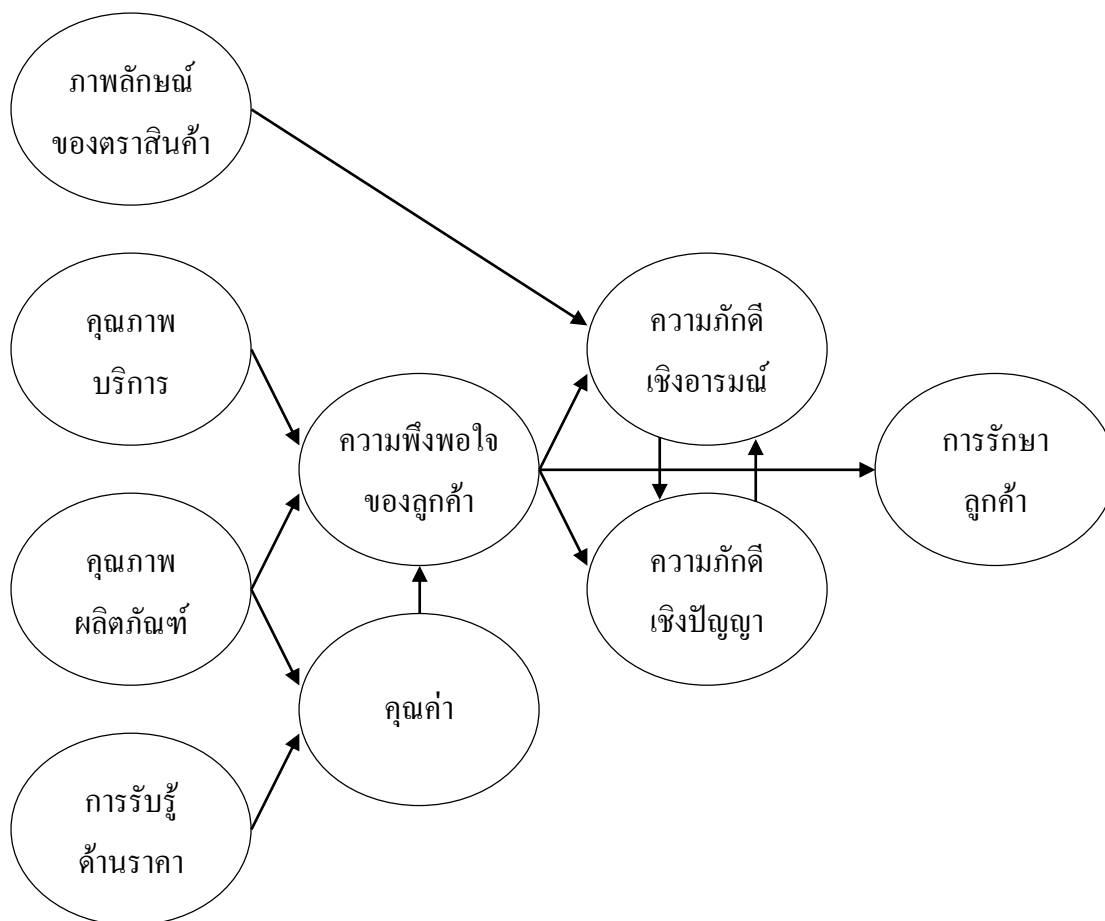 ภาพลักษณ์
ของตราสินค้า
คุณภาพ
บริการ
ความภักดี
เชิงอารมณ์
ความพึงพอใจ
ของลูกค้า
การรักษา
ลูกค้า
คุณภาพ
ผลิตภัณฑ์
ความภักดี
เชิงปัญญา
คุณค่า
การรับรู้
ด้านราคา